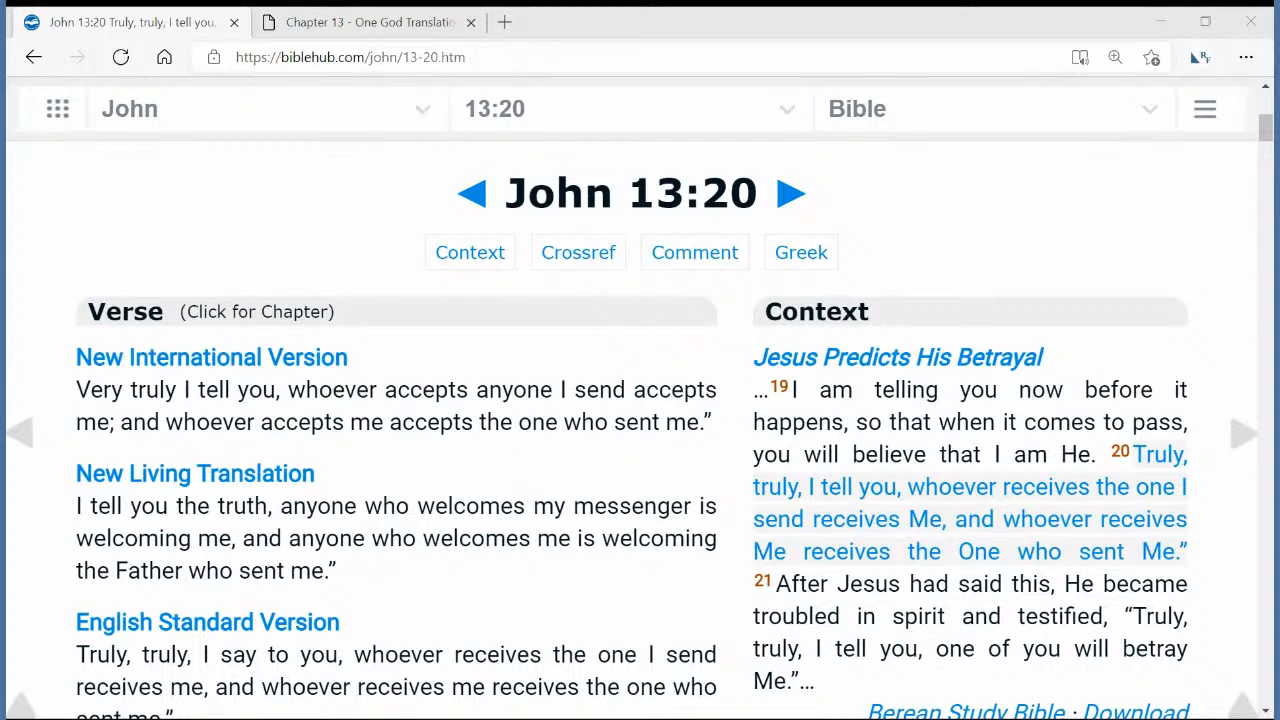 John 13:20 Truly, truly, I tell you,
Chapter 13 - One God Translatio
https://biblehub.com/john/13-20.htm
John
13:20
Bible
John 13:20
Context
Crossref
Comment
Greek
Verse (Click for Chapter)
New International Version
Very truly I tell you, whoever accepts anyone I send accepts
me; and whoever accepts me accepts the one who sent me.”
New Living Translation
I tell you the truth, anyone who welcomes my messenger is
welcoming me, and anyone who welcomes me is welcoming
the Father who sent me.”
English Standard Version
Truly, truly, I say to you, whoever receives the one I send
receives me, and whoever receives me receives the one who
sent me.”
Context
Jesus Predicts His Betrayal
…19I am telling you now before it
happens, so that when it comes to pass,
you will believe that I am He. 20Truly,
truly, I tell you, whoever receives the one I
send receives Me, and whoever receives
Me receives the One who sent Me.”
21After Jesus had said this, He became
troubled in spirit and testified, “Truly,
truly, I tell you, one of you will betray
Me.”…
Berean Study Bible · Download